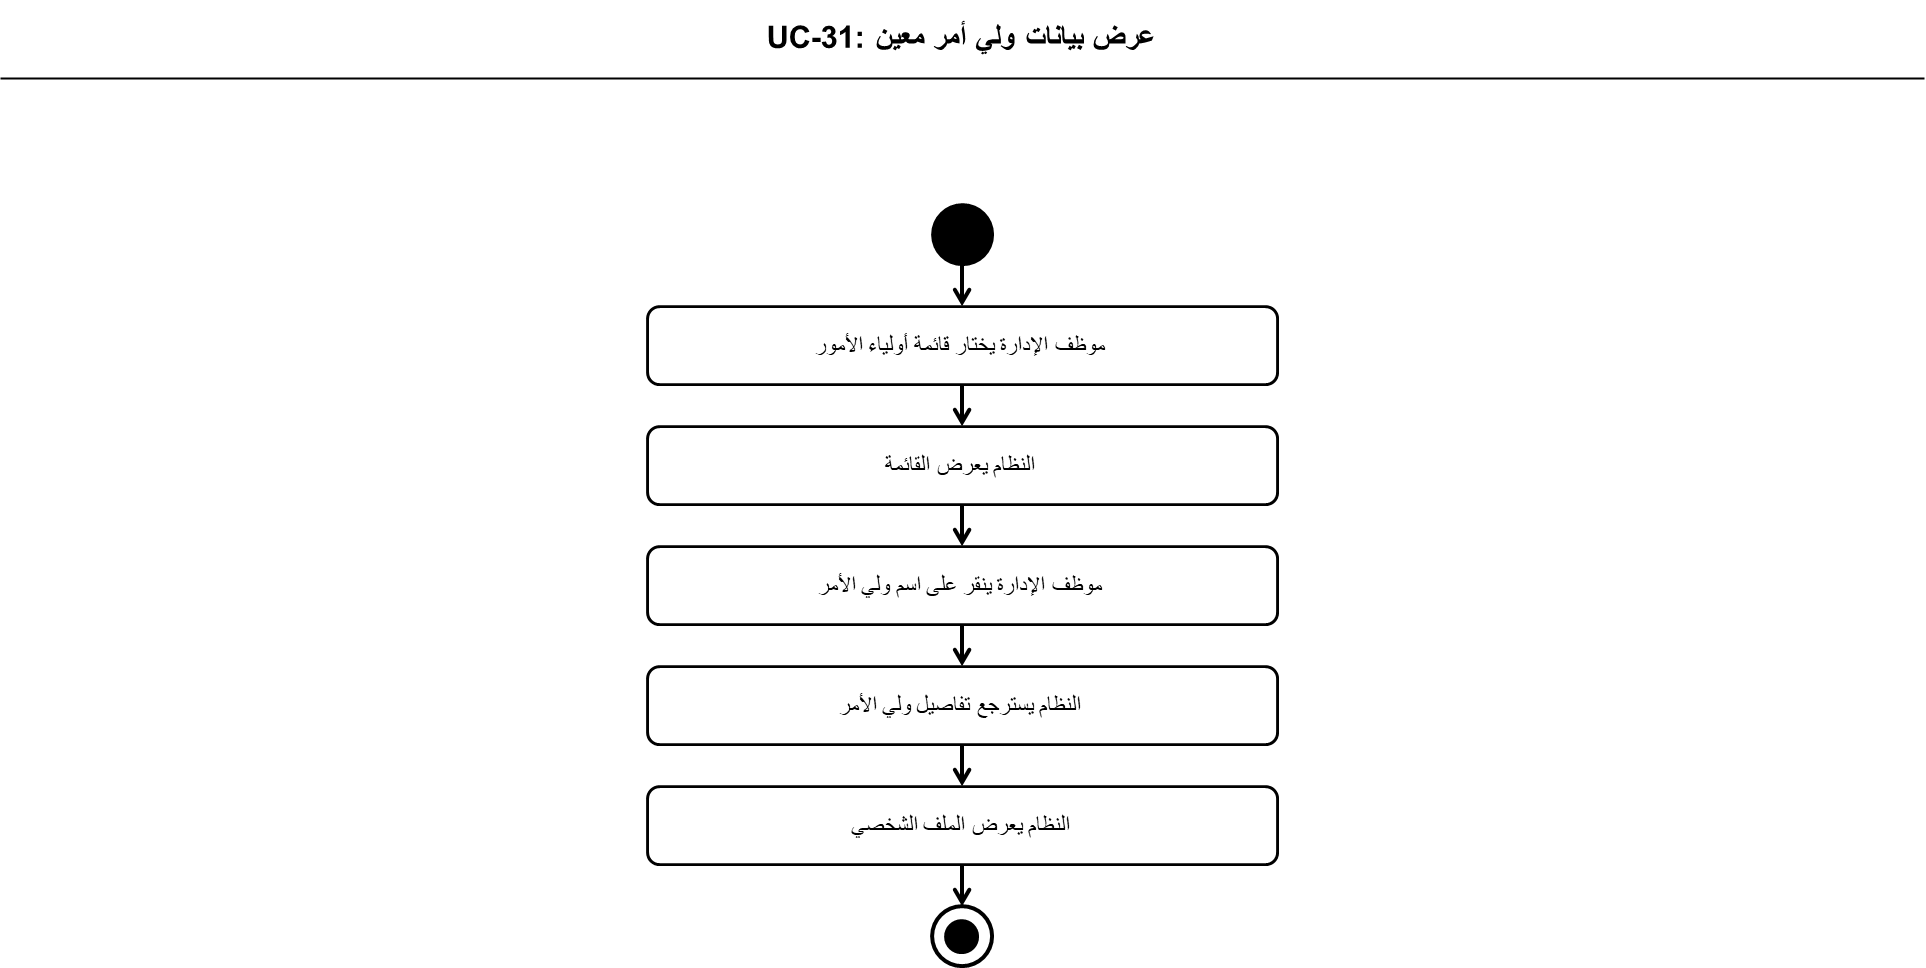 UC-31: عرض بيانات ولي أمر معين
موظف الإدارة يختار قائمة أولياء الأمور
النظام يعرض القائمة
موظف الإدارة ينقر على اسم ولي الأمر
النظام يسترجع تفاصيل ولي الأمر
النظام يعرض الملف الشخصي